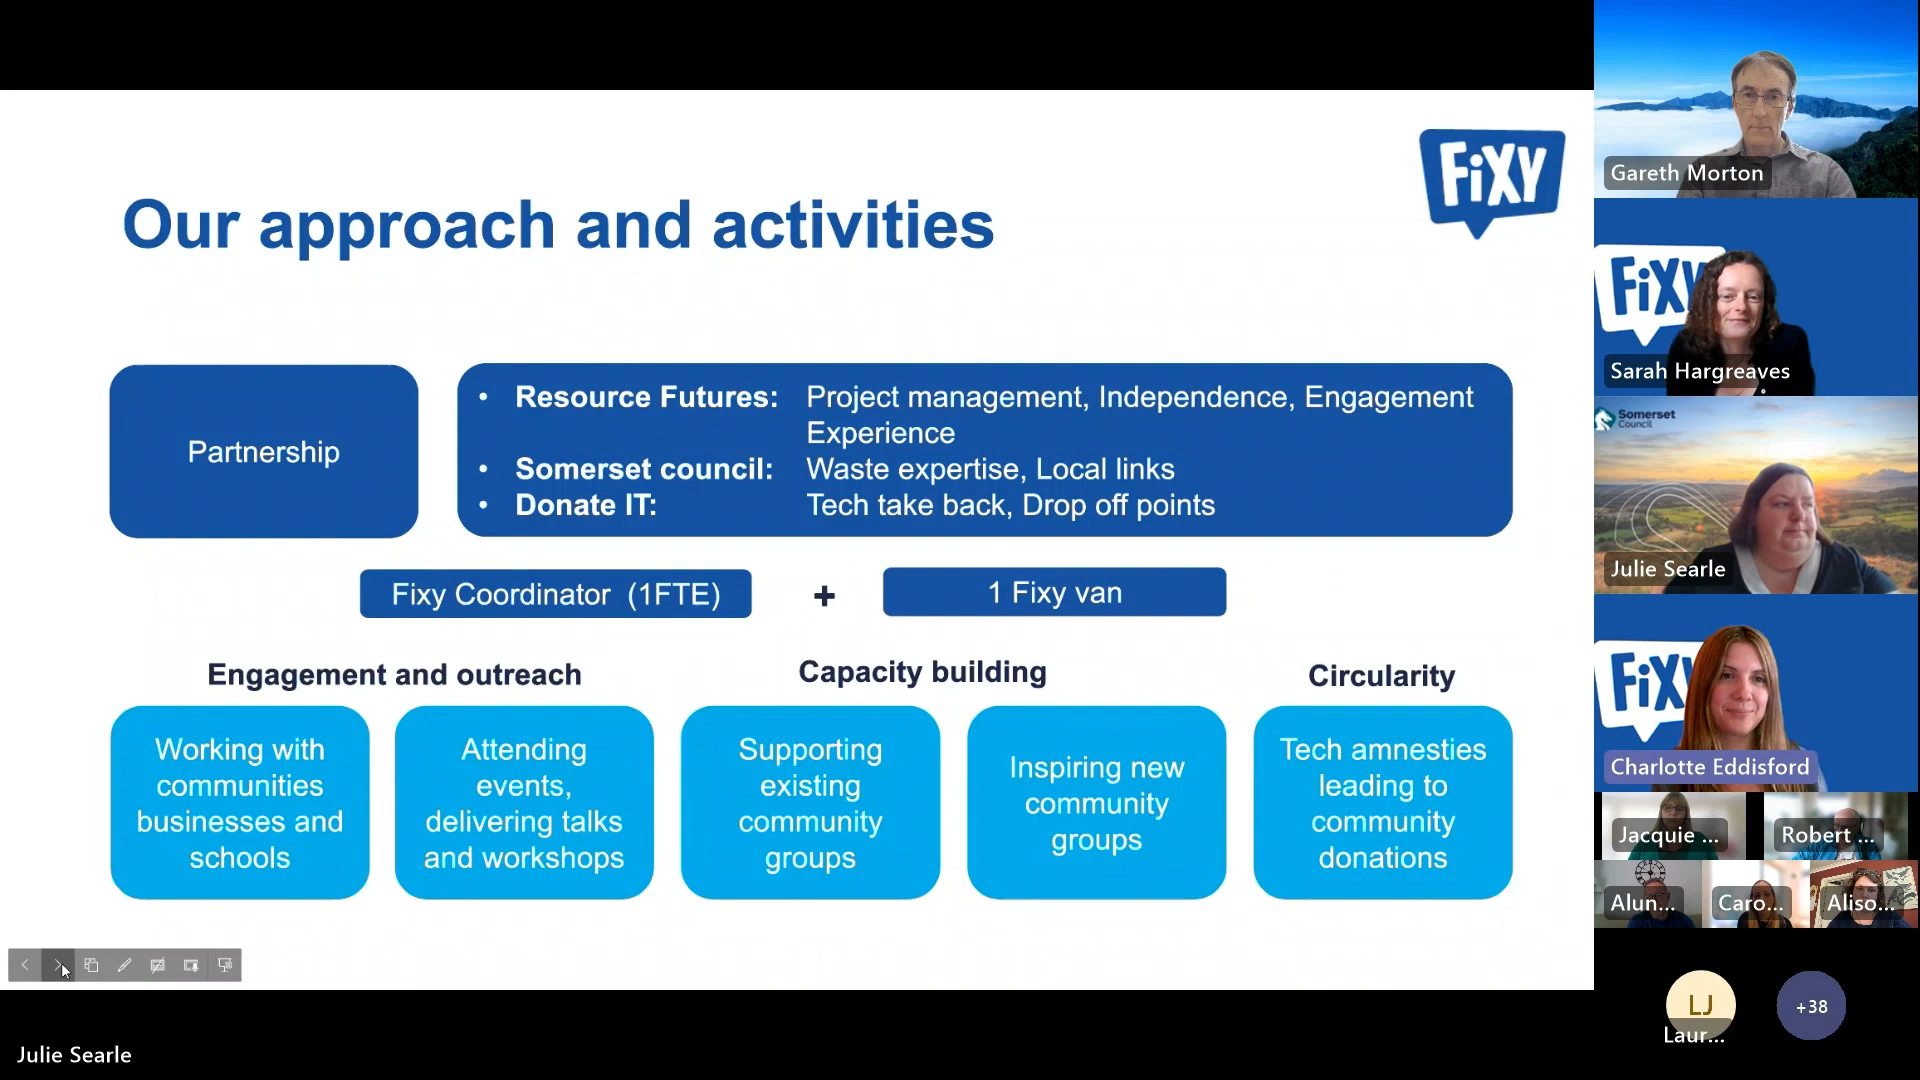 FiXY
Our approach and activities
Partnership
• Resource Futures: Project management, Independence, Engagement
Experience
• Somerset council: Waste expertise, Local links
• Donate IT: Tech take back, Drop off points
Fixy Coordinator (1FTE)
+
1 Fixy van
Engagement and outreach
Capacity building
Circularity
Working with
communities
businesses and
schools
Attending
events,
delivering talks
and workshops
Supporting
existing
community
groups
Inspiring new
community
groups
Tech amnesties
leading to
community
donations
Julie Searle
Gareth Morton
FiXY
Sarah Hargreaves
Somerset
Council
Julie Searle
FiXY
Charlotte Eddisford
Jacquie ...
Robert ...
Alun...
Caro...
Aliso...
LJ
Laur...
+38